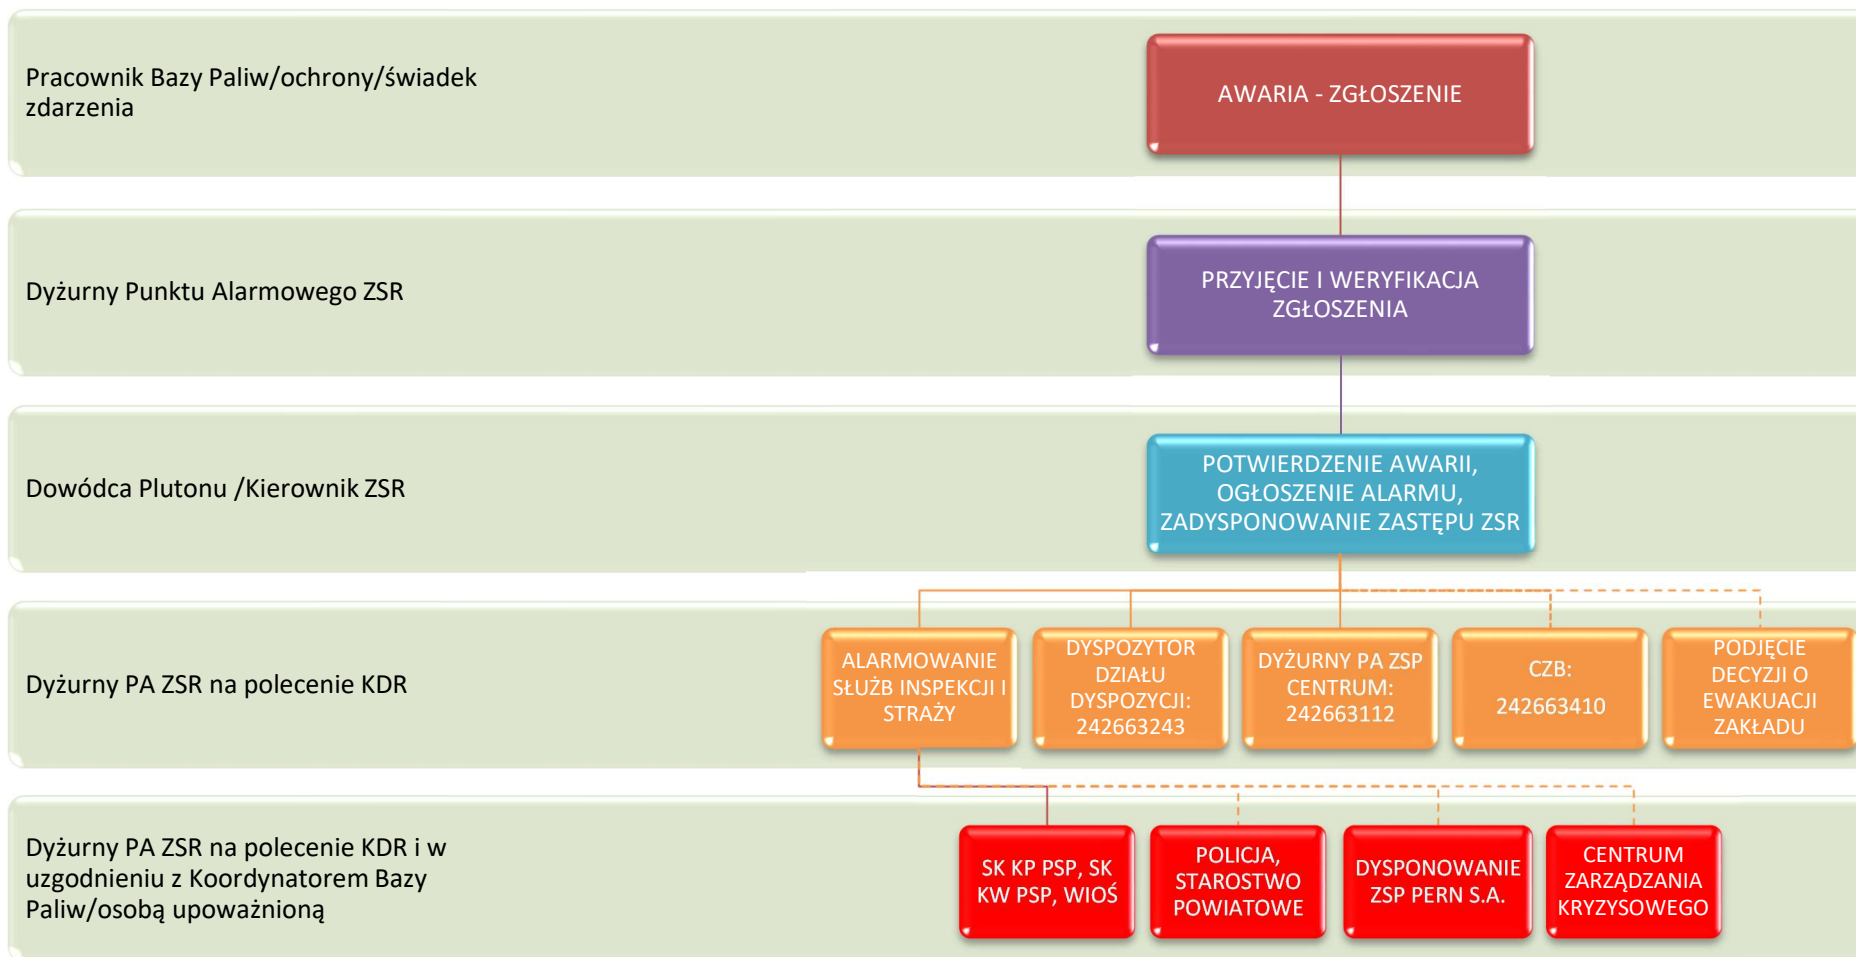 Pracownik Bazy Paliw/ochrony/świadek
zdarzenia
AWARIA - ZGŁOSZENIE
Dyżurny Punktu Alarmowego ZSR
PRZYJĘCIE I WERYFIKACJA
ZGŁOSZENIA
Dowódca Plutonu /Kierownik ZSR
POTWIERDZENIE AWARII,
OGŁOSZENIE ALARMU,
ZADYSPONOWANIE ZASTĘPU ZSR
Dyżurny PA ZSR na polecenie KDR
ALARMOWANIE
SŁUŻB INSPEKCJI I
STRAŻY
DYSPOZYTOR
DZIAŁU
DYSPOZYCJI:
242663243
DYŻURNY PA ZSP
CENTRUM:
242663112
CZB:
242663410
PODJĘCIE
DECYZJI O
EWAKUACJI
ZAKŁADU
Dyżurny PA ZSR na polecenie KDR i w
uzgodnieniu z Koordynatorem Bazy
Paliw/osobą upoważnioną
SK KP PSP, SK
KW PSP, WIOŚ
POLICJA,
STAROSTWO
POWIATOWE
DYSPONOWANIE
ZSP PERN S.A.
CENTRUM
ZARZĄDZANIA
KRYZYSOWEGO